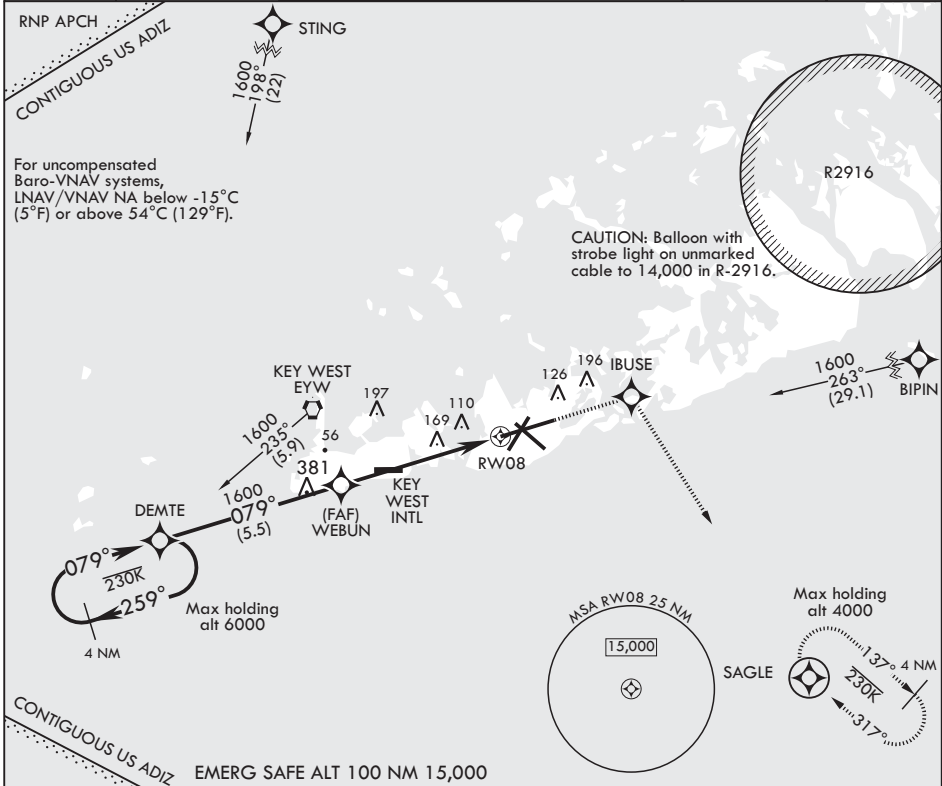 RNP APCH
CONTIGUOUS US ADIZ
STING
1600
198°
(22)
For uncompensated
Baro-VNAV systems,
LNAV/VNAV NA below -15°C
(5°F) or above 54°C (129°F).
R2916
CAUTION: Balloon with
strobe light on unmarked
cable to 14,000 in R-2916.
KEY WEST
EYW
197
126
196
IBUSE
1600
263°
(29.1)
BIPIN
1600
235°
(5.9)
56
169
110
RW08
381
1600
079°
(5.5)
(FAF)
WEBUN
KEY
WEST
INTL
DEMTE
079°
230K
259°
4 NM
Max holding
alt 6000
MSA RW08 25 NM
15,000
Max holding
alt 4000
SAGLE
137°
4 NM
230K
317°
CONTIGUOUS US ADIZ
EMERG SAFE ALT 100 NM 15,000